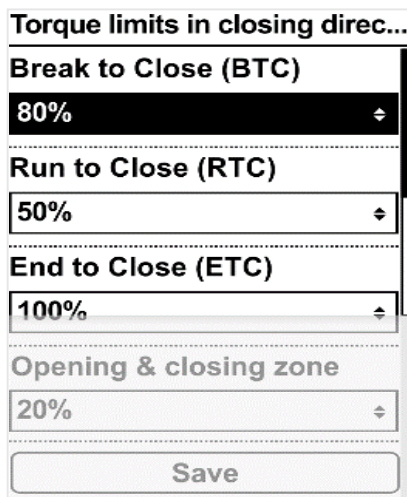 Torque limits in closing direc...
Break to Close (BTC)
80%
Run to Close (RTC)
50%
End to Close (ETC)
100%
Opening & closing zone
20%
Save